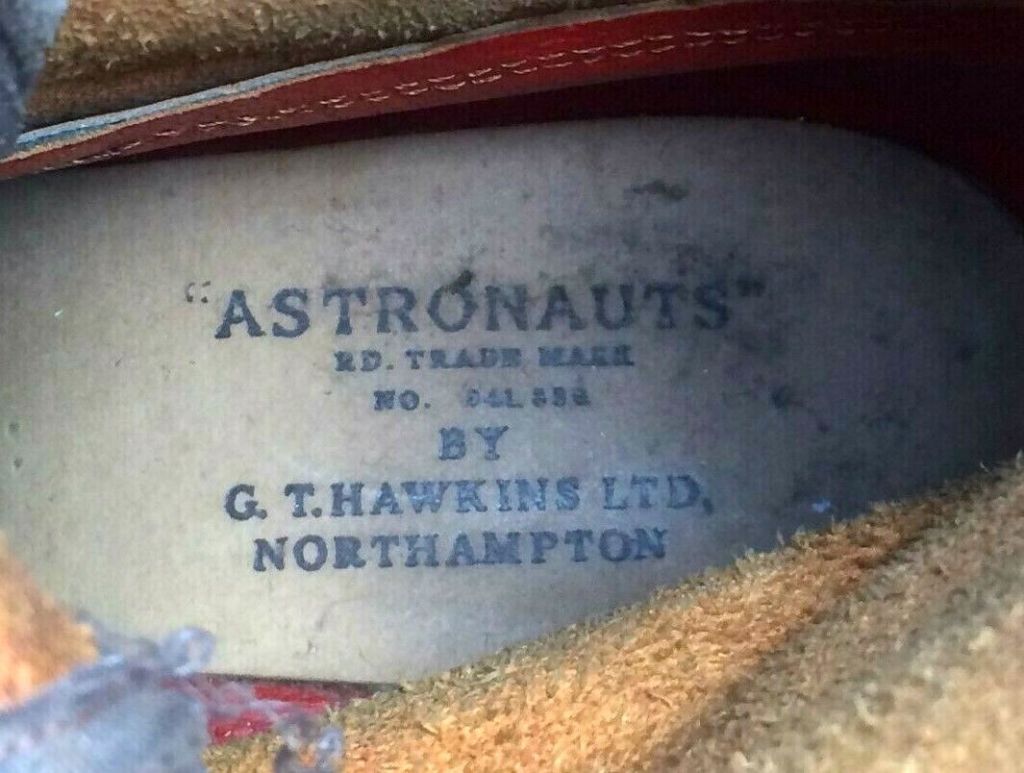 "ASTRONAUTS"
RD. TRADE MARK
NO.
BY
G. T. HAWKINS LTD,
NORTHAMPTON